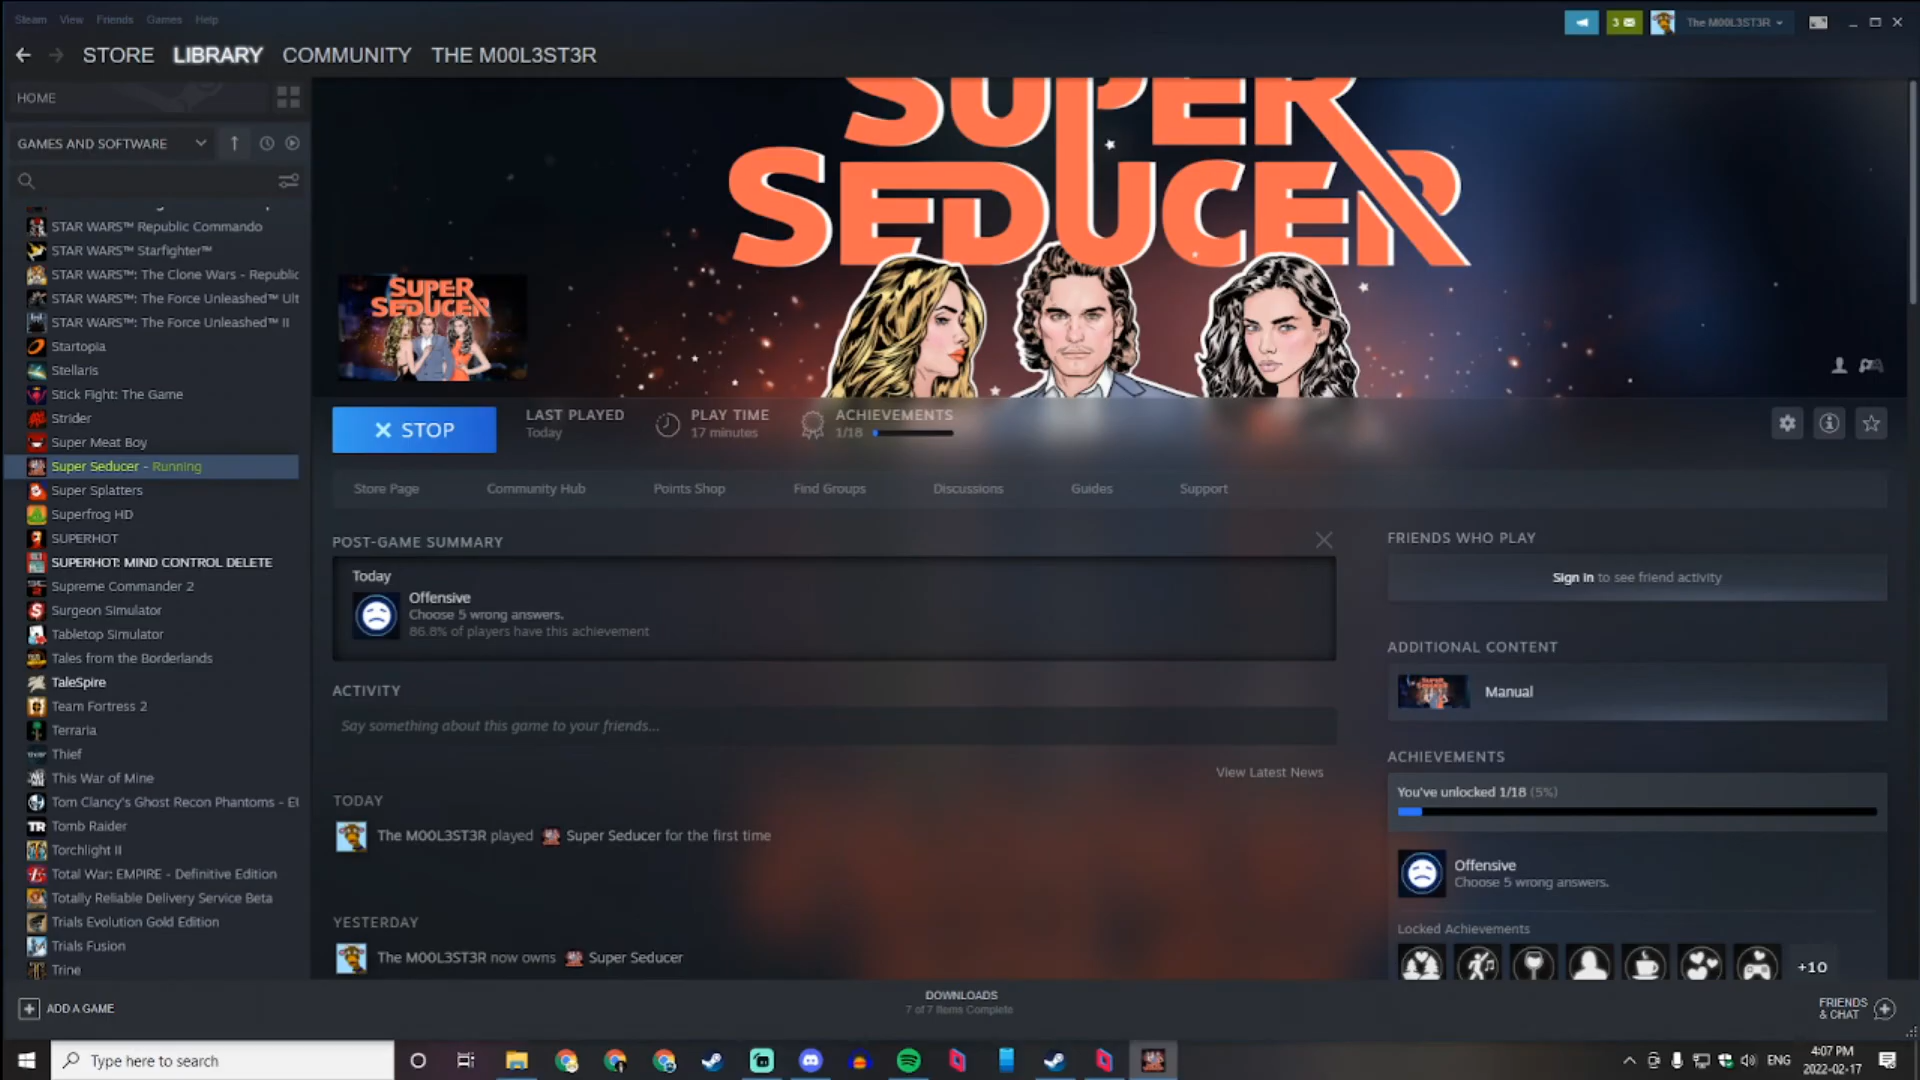 Steam View Friends Games Help
3
The M00L3ST3R
STORE LIBRARY COMMUNITY THE M00L3ST3R
HOME
GAMES AND SOFTWARE
STAR WARS™ Republic Commando
STAR WARS™ Starfighter™
STAR WARS™: The Clone Wars - Republic
STAR WARS™: The Force Unleashed™ Ult
STAR WARS™: The Force Unleashed™ II
Startopia
Stellaris
Stick Fight: The Game
Strider
Super Meat Boy
Super Seducer - Running
Super Splatters
Superfrog HD
SUPERHOT
SUPERHOT: MIND CONTROL DELETE
Supreme Commander 2
Surgeon Simulator
Tabletop Simulator
Tales from the Borderlands
TaleSpire
Team Fortress 2
Terraria
Thief
This War of Mine
Tom Clancy's Ghost Recon Phantoms - EU
Tomb Raider
Torchlight II
Total War: EMPIRE - Definitive Edition
Totally Reliable Delivery Service Beta
Trials Evolution Gold Edition
Trials Fusion
Trine
ADD A GAME
SUPER
SEDUCER
SUPER
SEDUCER
STOP
LAST PLAYED
Today
PLAY TIME
17 minutes
ACHIEVEMENTS
1/18
Store Page Community Hub Points Shop Find Groups Discussions Guides Support
POST-GAME SUMMARY
Today
Offensive
Choose 5 wrong answers.
86.8% of players have this achievement
ACTIVITY
Say something about this game to your friends...
View Latest News
TODAY
The M00L3ST3R played Super Seducer for the first time
YESTERDAY
The M00L3ST3R now owns Super Seducer
FRIENDS WHO PLAY
Sign in to see friend activity
ADDITIONAL CONTENT
Manual
ACHIEVEMENTS
You've unlocked 1/18 (5%)
Offensive
Choose 5 wrong answers.
Locked Achievements
+10
DOWNLOADS
7 of 7 Items Complete
FRIENDS
& CHAT
Type here to search
ENG
4:07 PM
2022-02-17